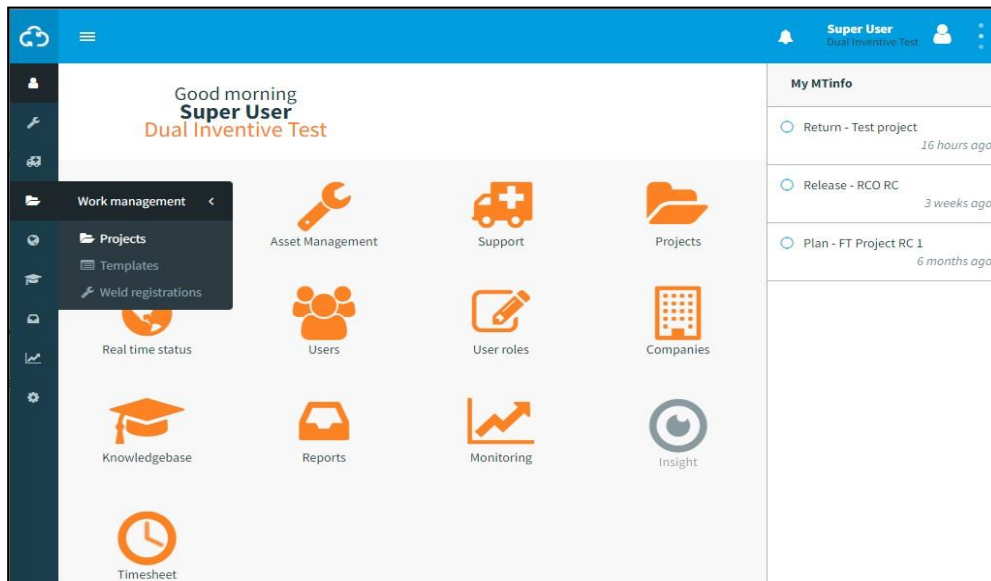 Super User
Dual Inventive Test
Good morning
Super User
Dual Inventive Test
My MTinfo
Return - Test project
16 hours ago
Release - RCO RC
3 weeks ago
Plan - FT Project RC 1
6 months ago
Work management
Projects
Templates
Weld registrations
Asset Management
Support
Projects
Real time status
Users
User roles
Companies
Knowledgebase
Reports
Monitoring
Insight
Timesheet